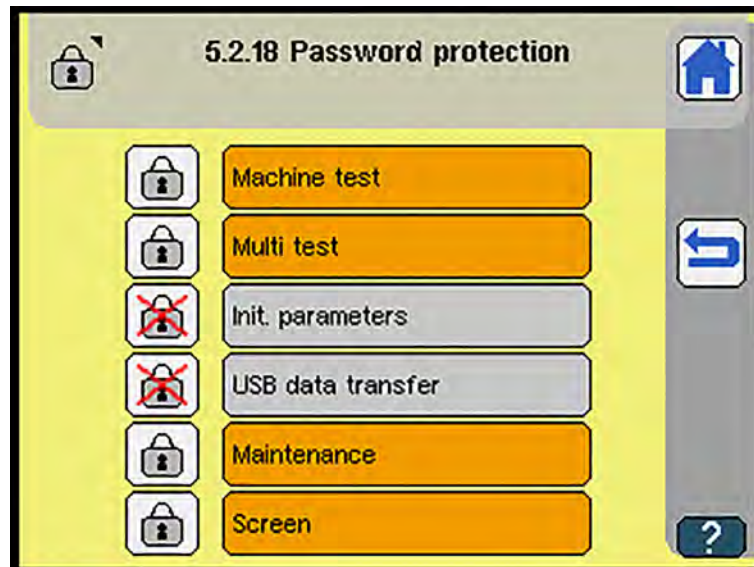 5.2.18 Password protection
Machine test
Multi test
Init. parameters
USB data transfer
Maintenance
Screen
?